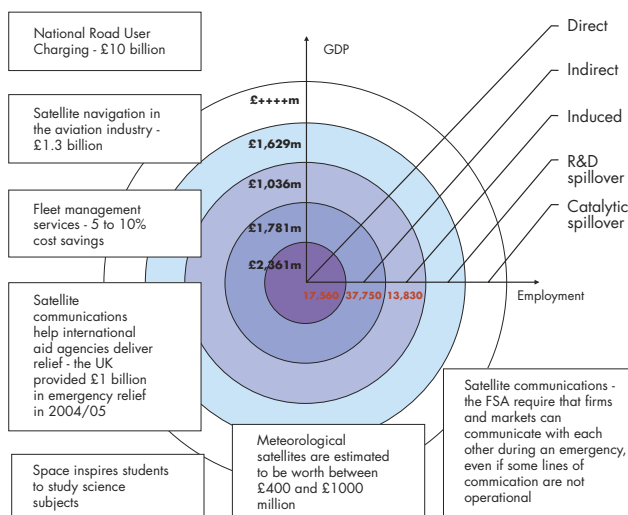 National Road User
Charging - £10 billion
Satellite navigation in
the aviation industry -
£1.3 billion
Fleet management
services - 5 to 10%
cost savings
Satellite
communications
help international
aid agencies deliver
relief - the UK
provided £1 billion
in emergency relief
in 2004/05
Space inspires students
to study science
subjects
GDP
£++++m
£1,629m
£1,036m
£1,781m
£2,361m
17,560 37,750 13,830
Employment
Direct
Indirect
Induced
R&D
spillover
Catalytic
spillover
Meteorological
satellites are estimated
to be worth between
£400 and £1000
million
Satellite communications -
the FSA require that firms
and markets can
communicate with each
other during an emergency,
even if some lines of
commication are not
operational